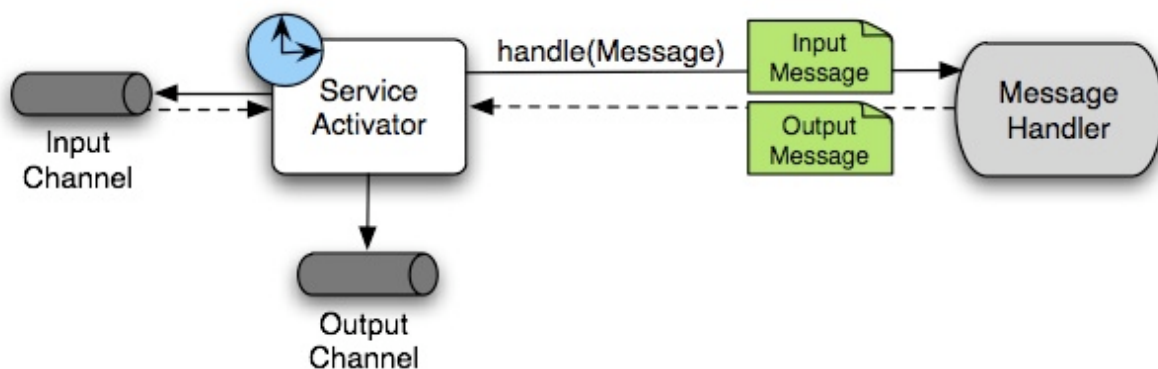 handle(Message)
Input
Message
Service
Activator
Message
Handler
Output
Message
Input
Channel
Output
Channel